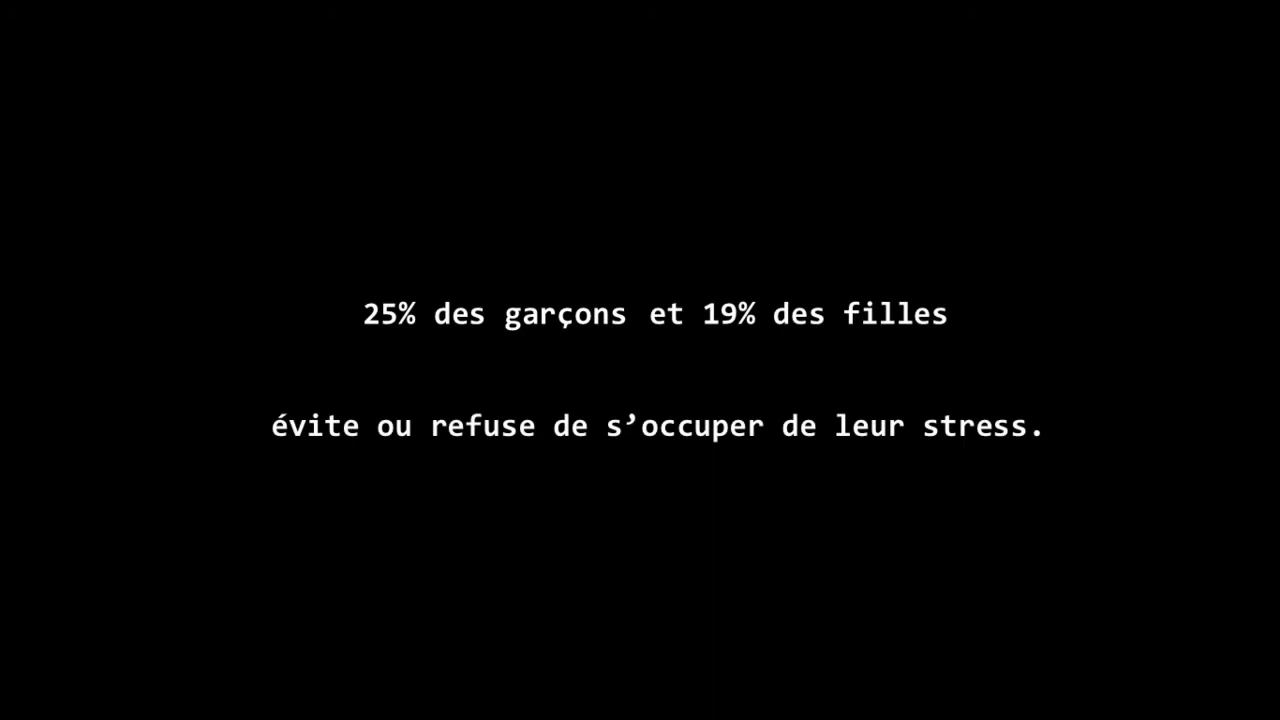 25% des garçons et 19% des filles
évite ou refuse de s’occuper de leur stress.